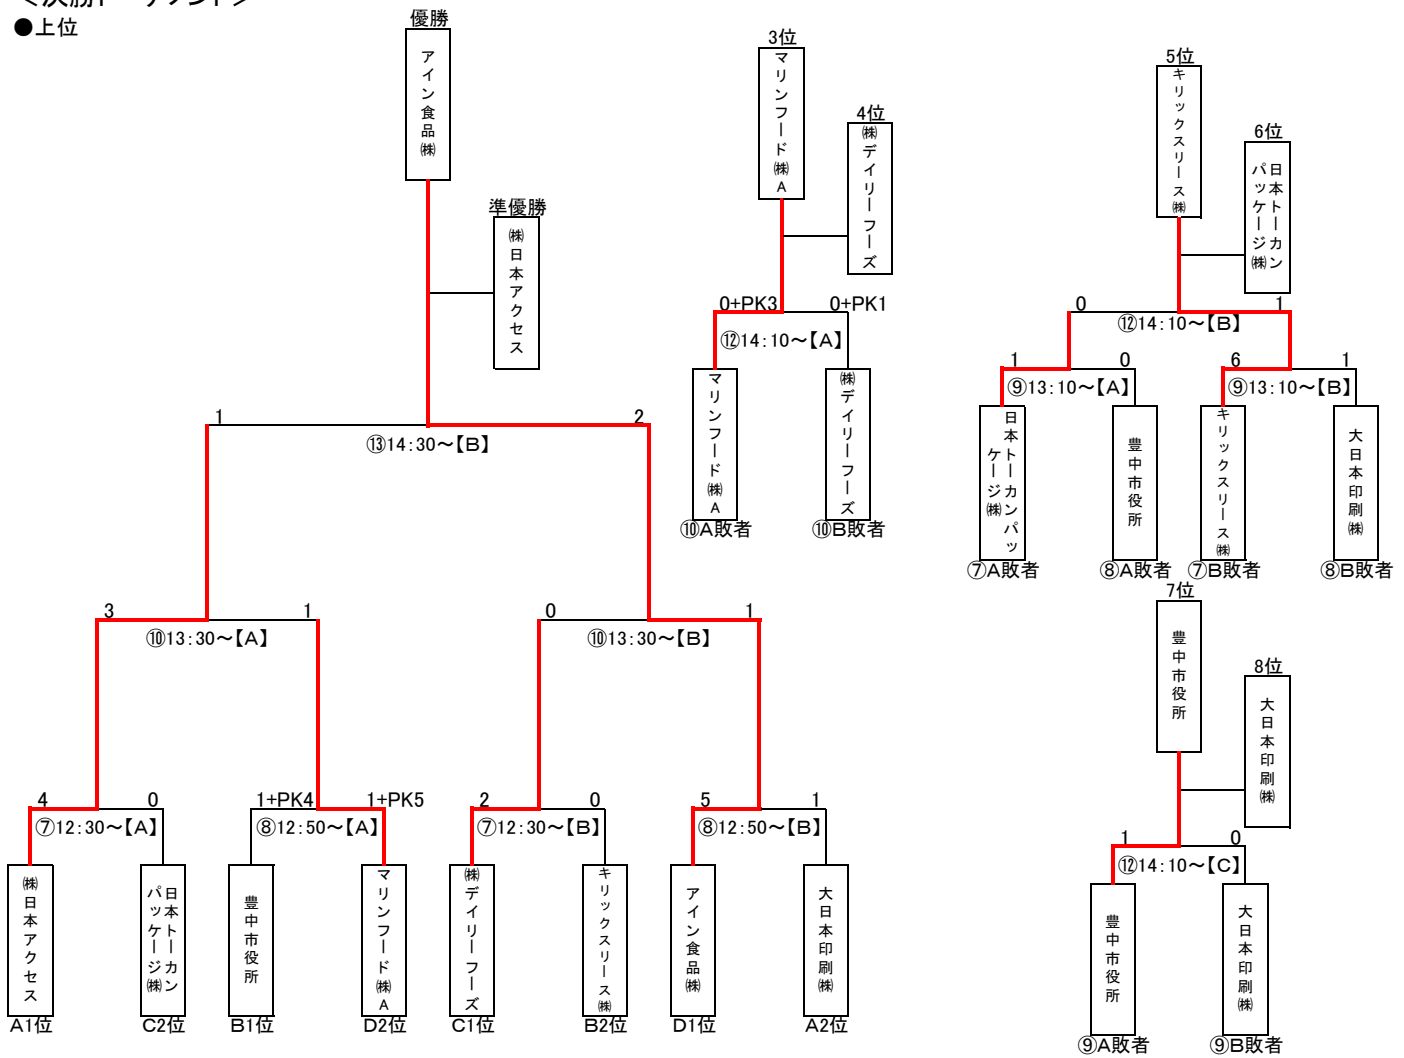 ＜決勝トーナメント＞
●上位
優勝
アイン食品㈱
準優勝
㈱日本アクセス
1
2
⑬14:30～【B】
3
1
⑩13:30～【A】
0
1
⑩13:30～【B】
4
0
⑦12:30～【A】
1+PK4
1+PK5
⑧12:50～【A】
2
0
⑦12:30～【B】
5
1
⑧12:50～【B】
㈱日本アクセス
日本トーカン
パッケージ㈱
豊中市役所
マリンフード㈱A
㈱デイリーフーズ
キリックスリース㈱
アイン食品㈱
大日本印刷㈱
A1位
C2位
B1位
D2位
C1位
B2位
D1位
A2位
3位
マリンフード㈱A
4位
㈱デイリーフーズ
0+PK3
0+PK1
⑫14:10～【A】
マリンフード㈱A
㈱デイリーフーズ
⑩A敗者
⑩B敗者
5位
キリックスリース㈱
6位
日本トーカン
パッケージ㈱
0
1
⑫14:10～【B】
1
0
⑨13:10～【A】
6
1
⑨13:10～【B】
日本トーカンパッ
ケージ㈱
豊中市役所
キリックスリース㈱
大日本印刷㈱
⑦A敗者
⑧A敗者
⑦B敗者
⑧B敗者
7位
豊中市役所
8位
大日本印刷㈱
1
0
⑫14:10～【C】
豊中市役所
大日本印刷㈱
⑨A敗者
⑨B敗者